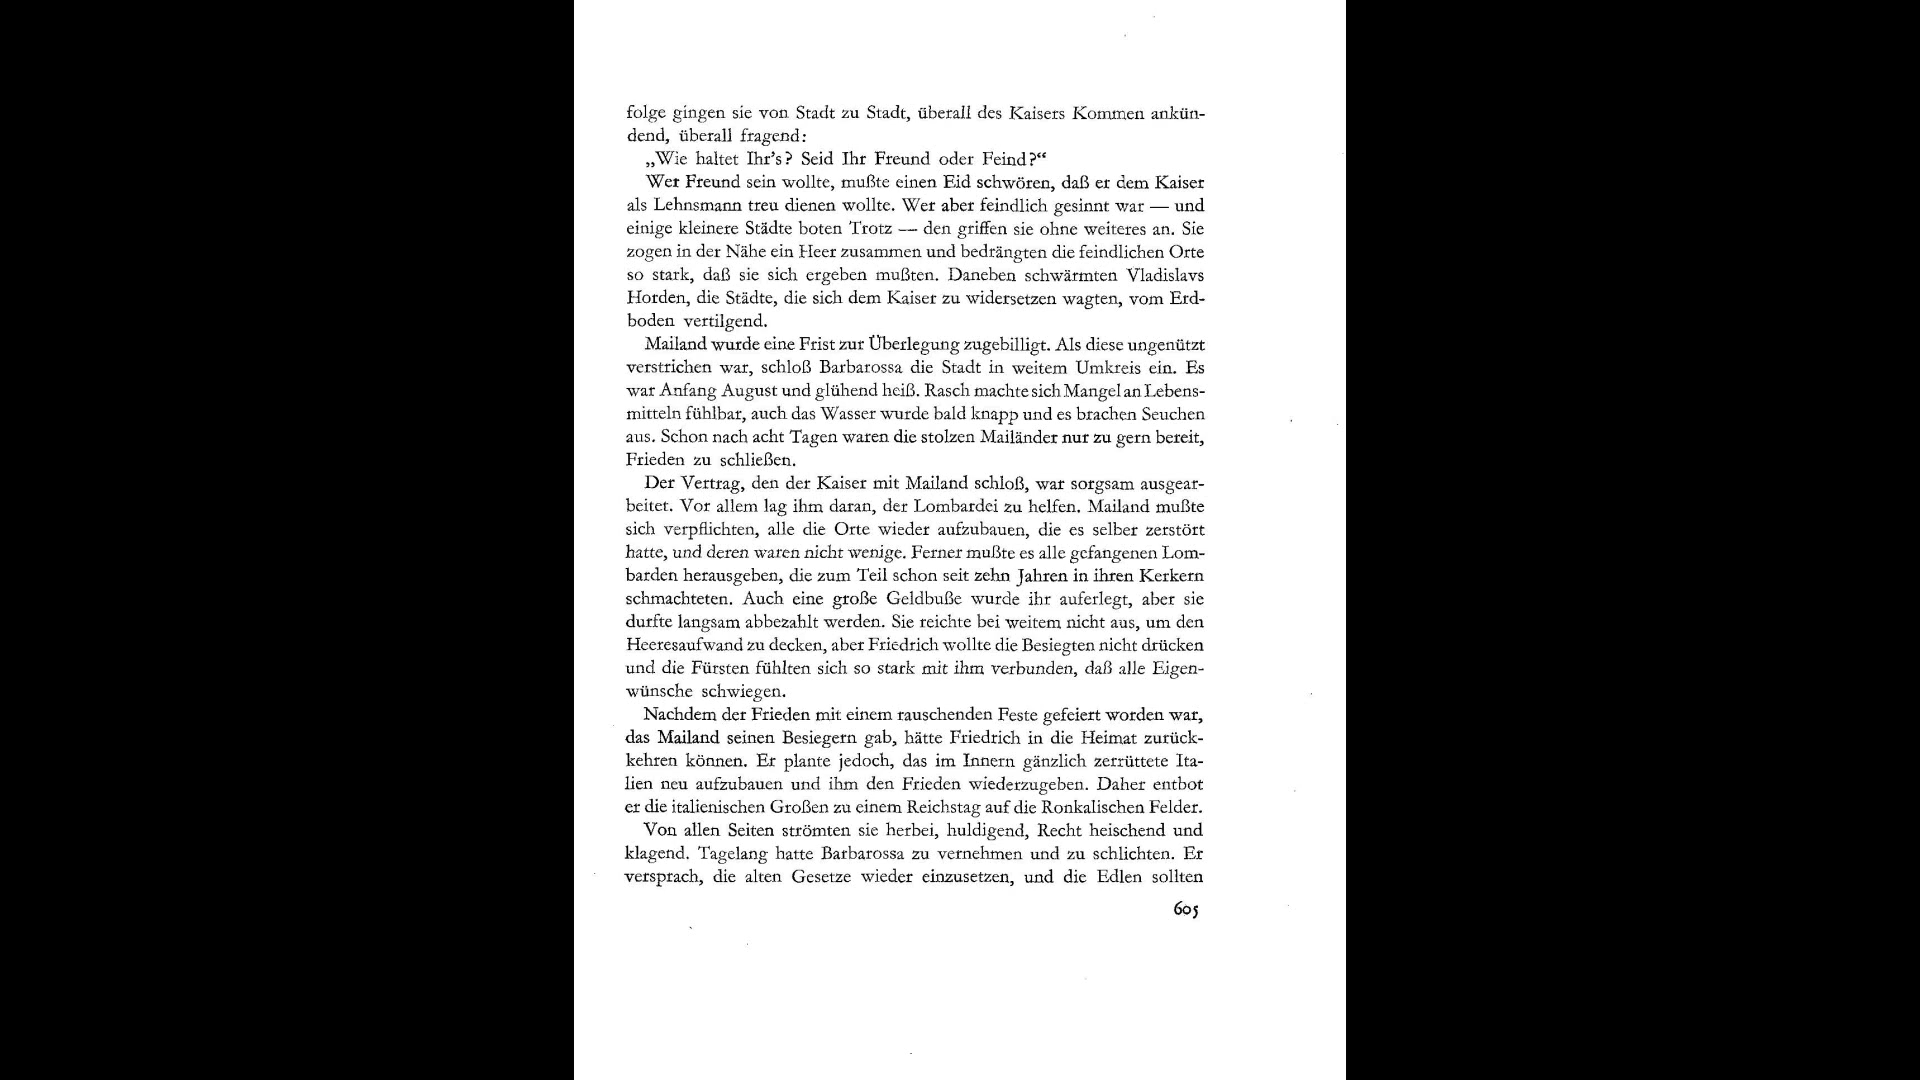 folge gingen sie von Stadt zu Stadt, überall des Kaisers Kommen ankün-
dend, überall fragend:
„Wie haltet Ihr's? Seid Ihr Freund oder Feind?“
Wer Freund sein wollte, mußte einen Eid schwören, daß er dem Kaiser
als Lehnsmann treu dienen wollte. Wer aber feindlich gesinnt war — und
einige kleinere Städte boten Trotz — den griffen sie ohne weiteres an. Sie
zogen in der Nähe ein Heer zusammen und bedrängten die feindlichen Orte
so stark, daß sie sich ergeben mußten. Daneben schwärmten Vladislavs
Horden, die Städte, die sich dem Kaiser zu widersetzen wagten, vom Erd-
boden vertilgend.
Mailand wurde eine Frist zur Überlegung zugebilligt. Als diese ungenützt
verstrichen war, schloß Barbarossa die Stadt in weitem Umkreis ein. Es
war Anfang August und glühend heiß. Rasch machte sich Mangel an Lebens-
mitteln fühlbar, auch das Wasser wurde bald knapp und es brachen Seuchen
aus. Schon nach acht Tagen waren die stolzen Mailänder nur zu gern bereit,
Frieden zu schließen.
Der Vertrag, den der Kaiser mit Mailand schloß, war sorgsam ausgear-
beitet. Vor allem lag ihm daran, der Lombardei zu helfen. Mailand mußte
sich verpflichten, alle die Orte wieder aufzubauen, die es selber zerstört
hatte, und deren waren nicht wenige. Ferner mußte es alle gefangenen Lom-
barden herausgeben, die zum Teil schon seit zehn Jahren in ihren Kerkern
schmachteten. Auch eine große Geldbuße wurde ihr auferlegt, aber sie
durfte langsam abbezahlt werden. Sie reichte bei weitem nicht aus, um den
Heeresaufwand zu decken, aber Friedrich wollte die Besiegten nicht drücken
und die Fürsten fühlten sich so stark mit ihm verbunden, daß alle Eigen-
wünsche schwiegen.
Nachdem der Frieden mit einem rauschenden Feste gefeiert worden war,
das Mailand seinen Besiegern gab, hätte Friedrich in die Heimat zurück-
kehren können. Er plante jedoch, das im Innern gänzlich zerrüttete Ita-
lien neu aufzubauen und ihm den Frieden wiederzugeben. Daher entbot
er die italienischen Großen zu einem Reichstag auf die Ronkalischen Felder.
Von allen Seiten strömten sie herbei, huldigend, Recht heischend und
klagend. Tagelang hatte Barbarossa zu vernehmen und zu schlichten. Er
versprach, die alten Gesetze wieder einzusetzen, und die Edlen sollten
605